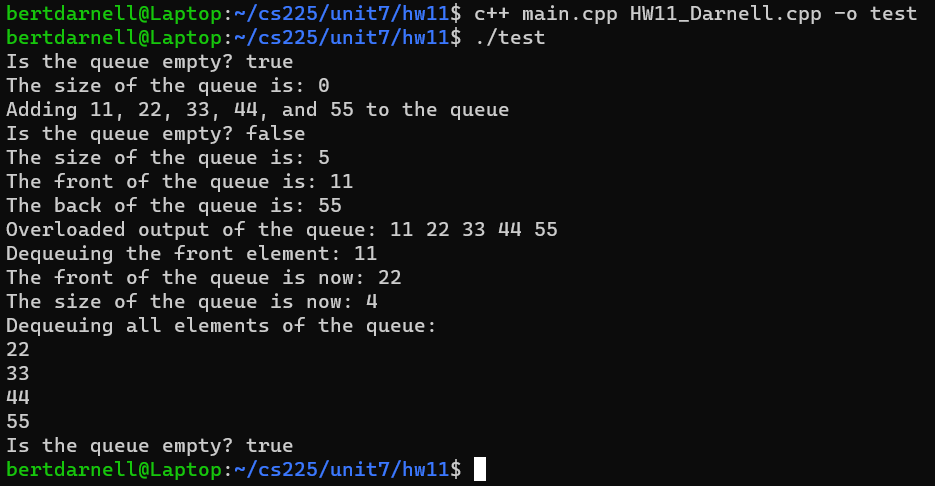 bertdarnell@Laptop:~/cs225/unit7/hw11$ c++ main.cpp HW11_Darnell.cpp -o test
bertdarnell@Laptop:~/cs225/unit7/hw11$ ./test
Is the queue empty? true
The size of the queue is: 0
Adding 11, 22, 33, 44, and 55 to the queue
Is the queue empty? false
The size of the queue is: 5
The front of the queue is: 11
The back of the queue is: 55
Overloaded output of the queue: 11 22 33 44 55
Dequeuing the front element: 11
The front of the queue is now: 22
The size of the queue is now: 4
Dequeuing all elements of the queue:
22
33
44
55
Is the queue empty? true
bertdarnell@Laptop:~/cs225/unit7/hw11$